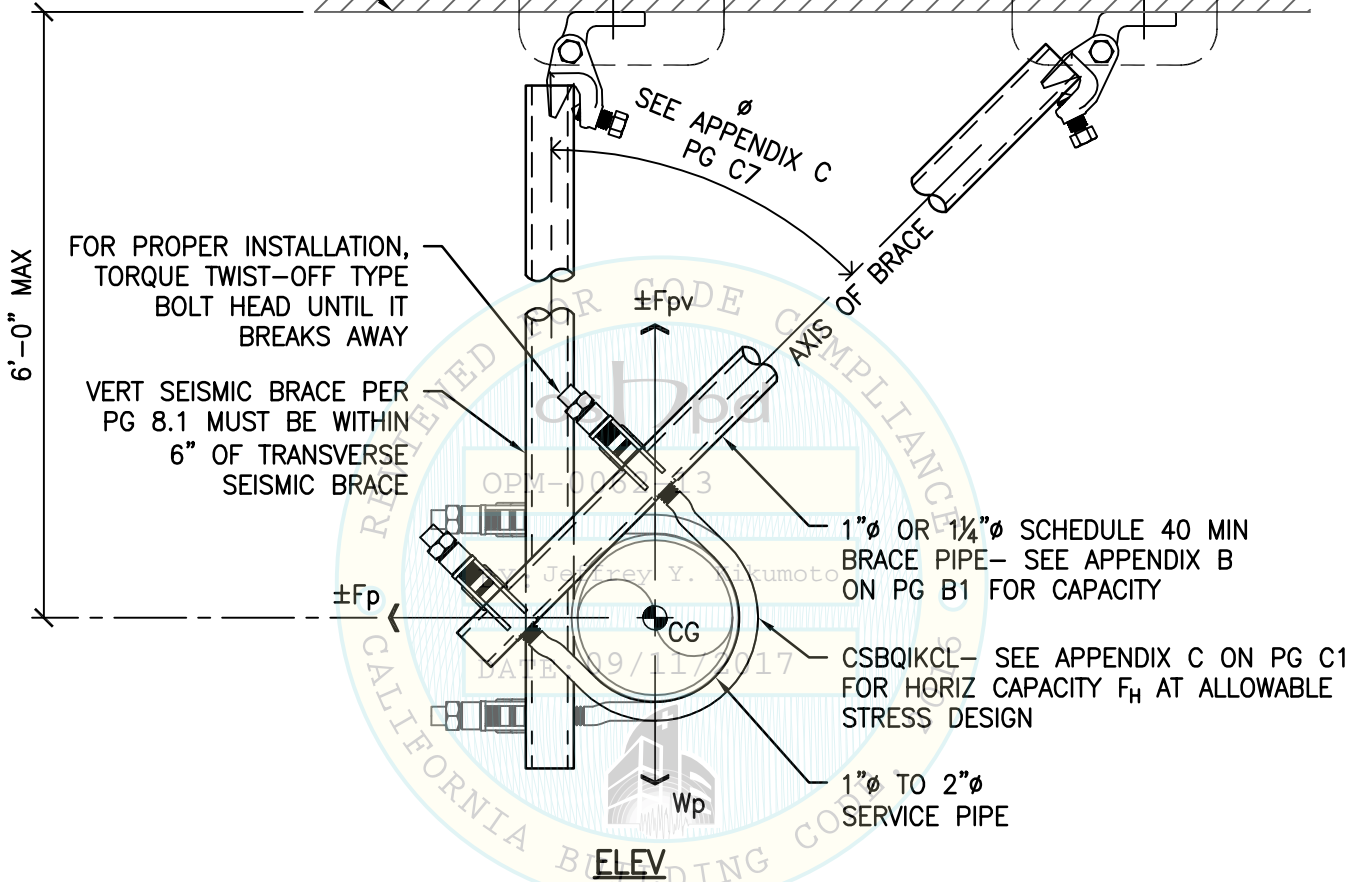 ø
SEE APPENDIX C
PG C7
6'-0" MAX
FOR PROPER INSTALLATION,
TORQUE TWIST-OFF TYPE
BOLT HEAD UNTIL IT
BREAKS AWAY
±Fpv
AXIS OF BRACE
VERT SEISMIC BRACE PER
PG 8.1 MUST BE WITHIN
6" OF TRANSVERSE
SEISMIC BRACE
REVIEWED FOR CODE COMPLIANCE
oshpd
1"ø OR 1¼"ø SCHEDULE 40 MIN
BRACE PIPE– SEE APPENDIX B
ON PG B1 FOR CAPACITY
Jeffrey Y. Kikumoto
±Fp
CG
DATE: 09/11/2017
CSBQIKCL– SEE APPENDIX C ON PG C1
FOR HORIZ CAPACITY FH AT ALLOWABLE
STRESS DESIGN
Wp
1"ø TO 2"ø
SERVICE PIPE
CALIFORNIA BUILDING CODE,
ELEV